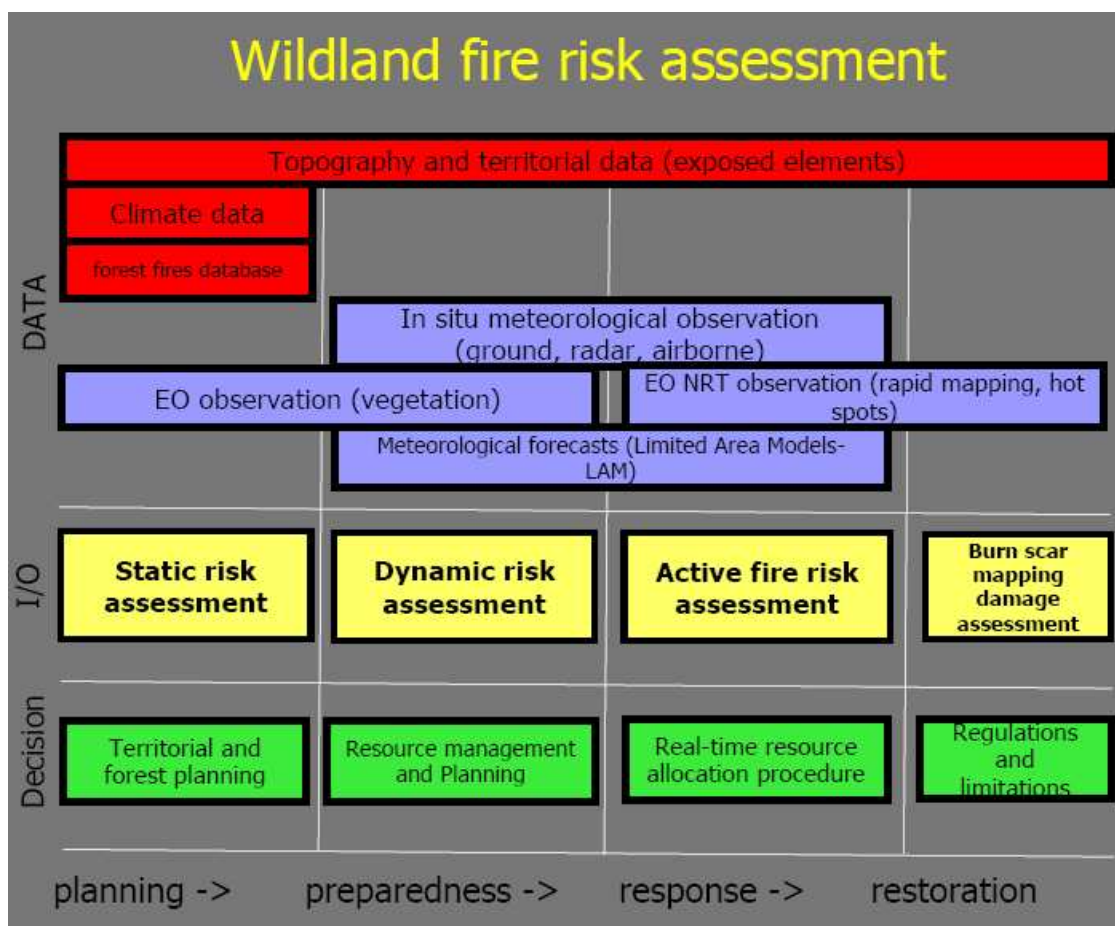 Wildland fire risk assessment
DATA
Topography and territorial data (exposed elements)
Climate data
forest fires database
In situ meteorological observation
(ground, radar, airborne)
EO observation (vegetation)
EO NRT observation (rapid mapping, hot
spots)
Meteorological forecasts (Limited Area Models-
LAM)
I/O
Static risk
assessment
Dynamic risk
assessment
Active fire risk
assessment
Burn scar
mapping
damage
assessment
Decision
Territorial and
forest planning
Resource management
and Planning
Real-time resource
allocation procedure
Regulations
and
limitations
planning -> preparedness -> response -> restoration